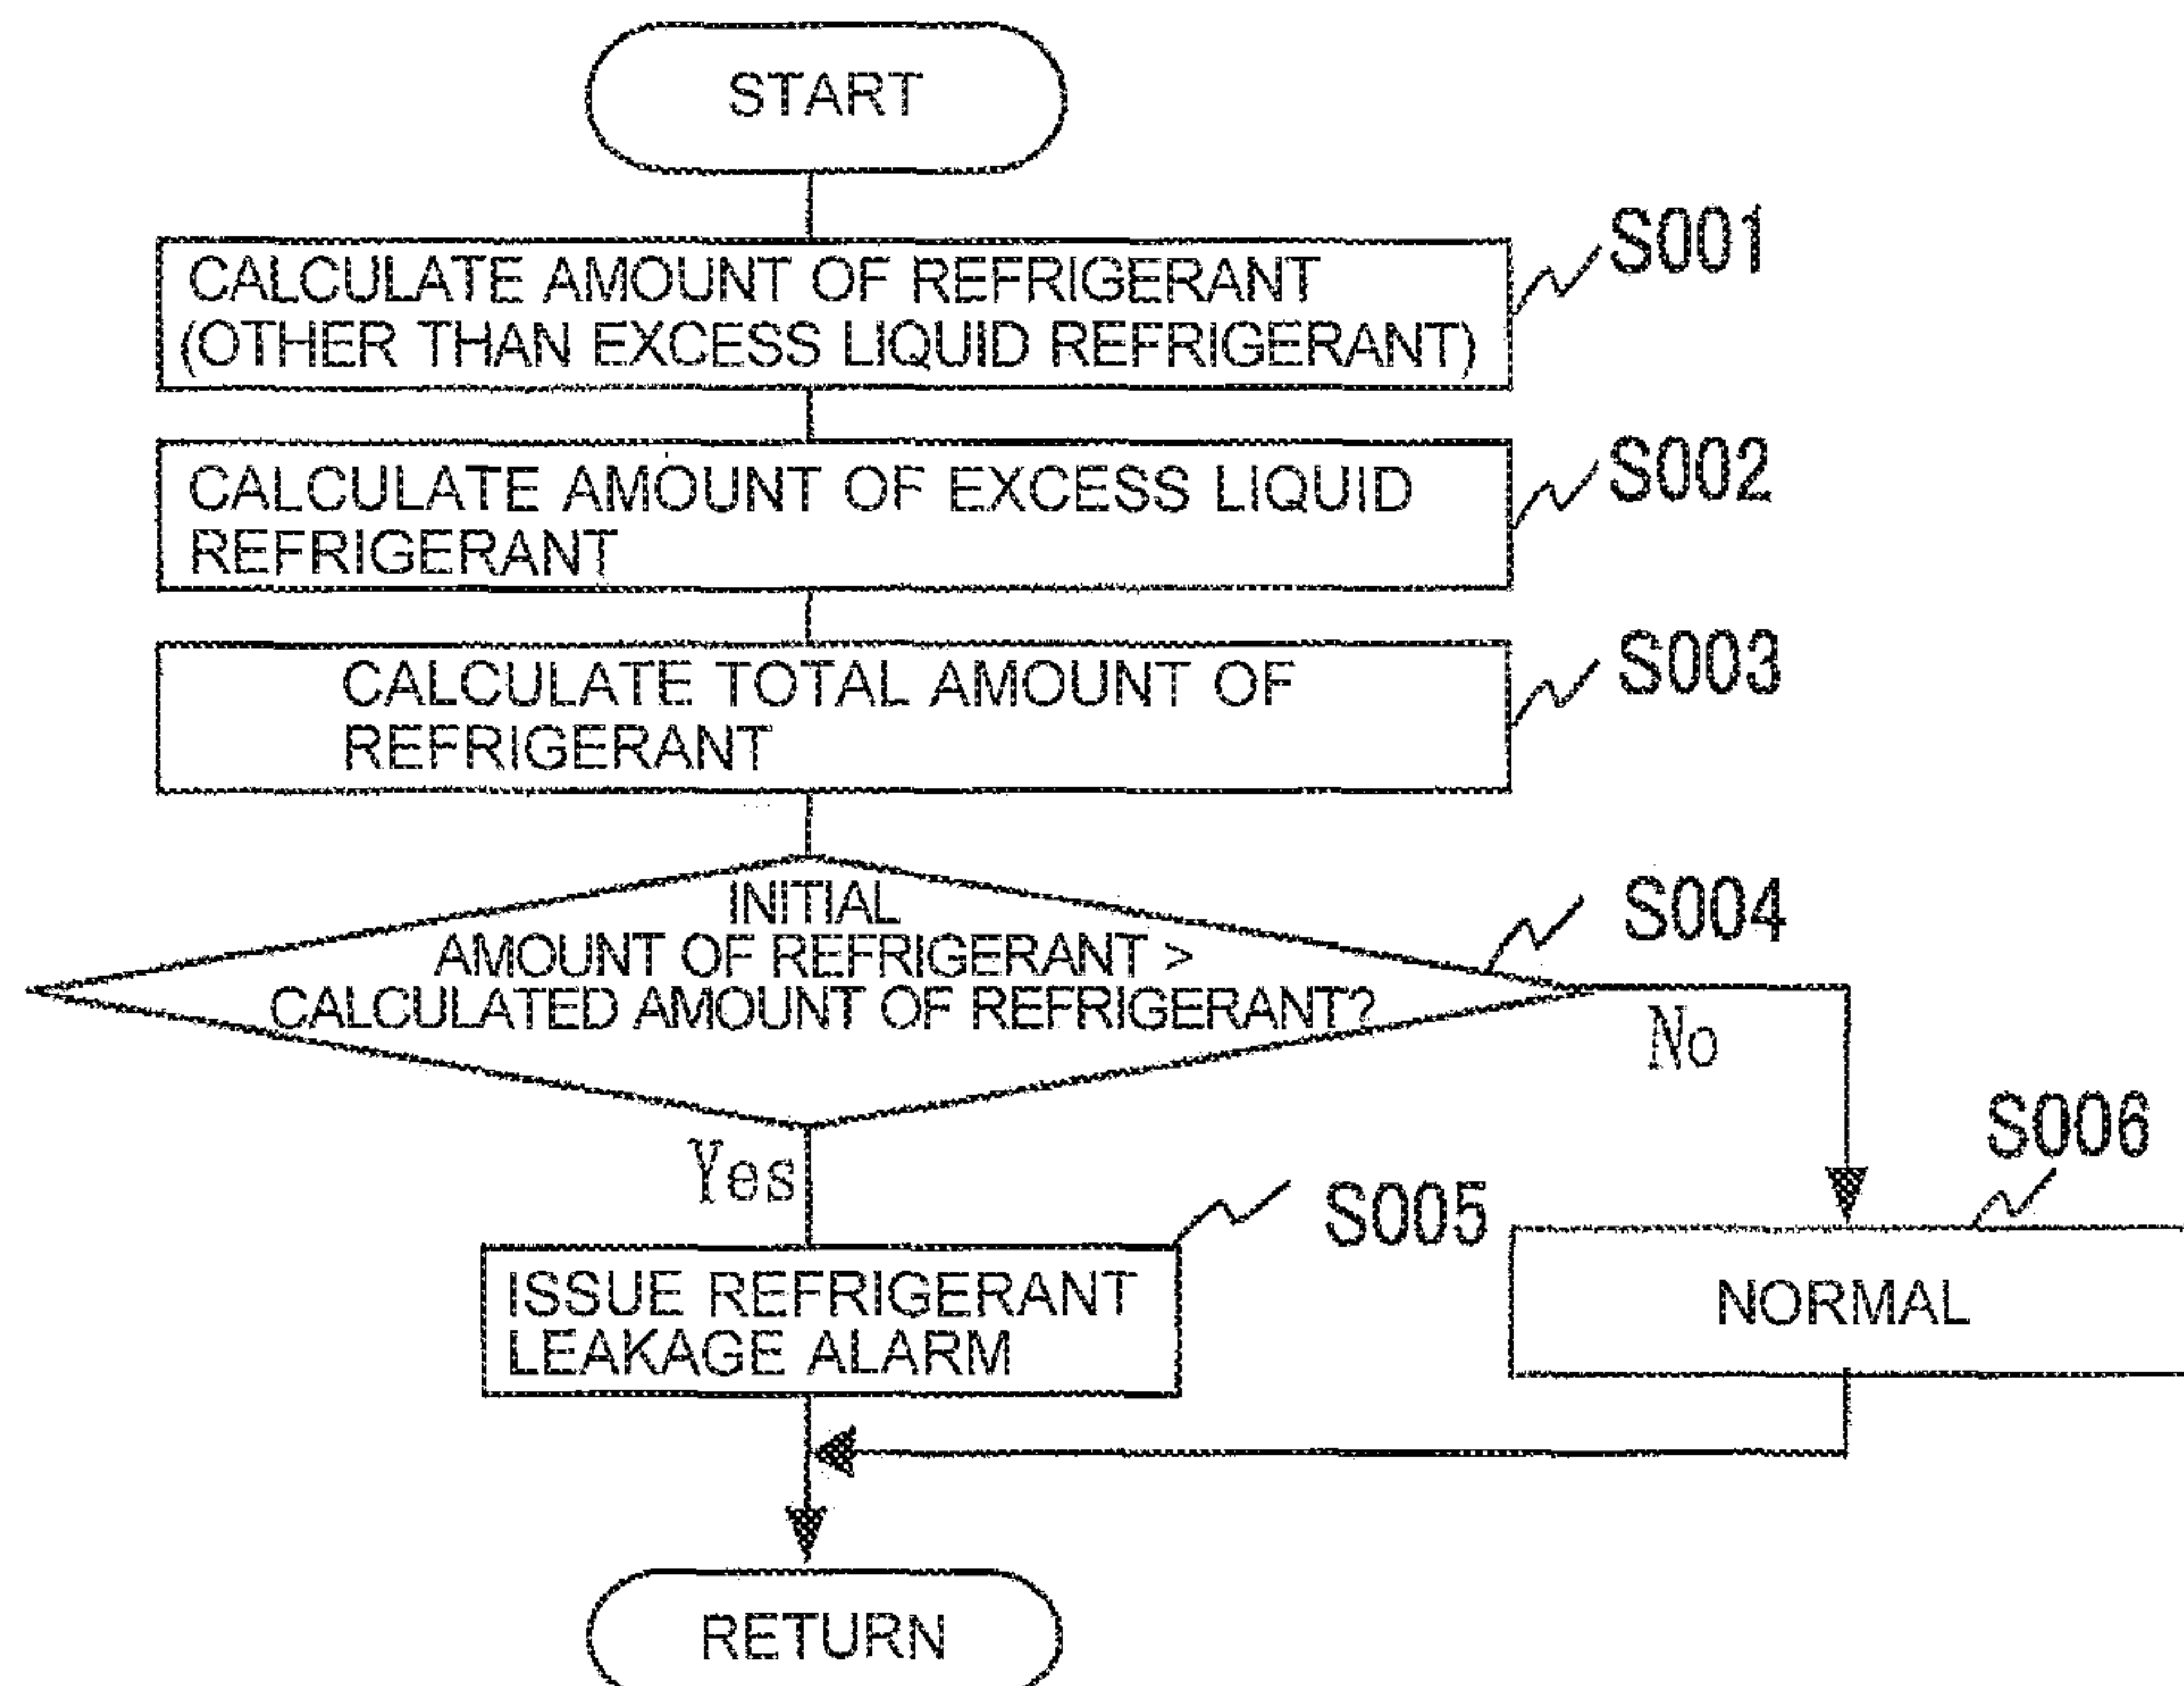 START
CALCULATE AMOUNT OF REFRIGERANT
(OTHER THAN EXCESS LIQUID REFRIGERANT)
S001
CALCULATE AMOUNT OF EXCESS LIQUID
REFRIGERANT
S002
CALCULATE TOTAL AMOUNT OF
REFRIGERANT
S003
INITIAL
AMOUNT OF REFRIGERANT >
CALCULATED AMOUNT OF REFRIGERANT?
S004
No
Yes
S006
S005
ISSUE REFRIGERANT
LEAKAGE ALARM
NORMAL
RETURN